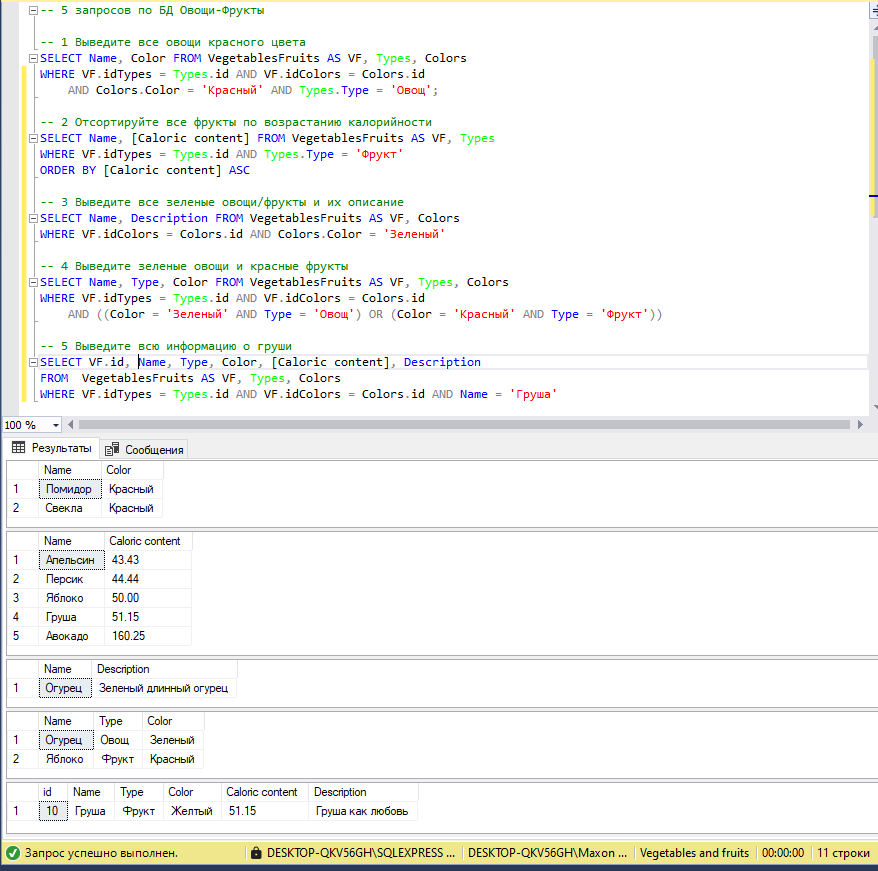 -- 5 запросов по БД Овощи-Фрукты
-- 1 Выведите все овощи красного цвета
SELECT Name, Color FROM VegetablesFruits AS VF, Types, Colors
WHERE VF.idTypes = Types.id AND VF.idColors = Colors.id
AND Colors.Color = 'Красный' AND Types.Type = 'Овощ';
-- 2 Отсортируйте все фрукты по возрастанию калорийности
SELECT Name, [Caloric content] FROM VegetablesFruits AS VF, Types
WHERE VF.idTypes = Types.id AND Types.Type = 'Фрукт'
ORDER BY [Caloric content] ASC
-- 3 Выведите все зеленые овощи/фрукты и их описание
SELECT Name, Description FROM VegetablesFruits AS VF, Colors
WHERE VF.idColors = Colors.id AND Colors.Color = 'Зеленый'
-- 4 Выведите зеленые овощи и красные фрукты
SELECT Name, Type, Color FROM VegetablesFruits AS VF, Types, Colors
WHERE VF.idTypes = Types.id AND VF.idColors = Colors.id
AND ((Color = 'Зеленый' AND Type = 'Овощ') OR (Color = 'Красный' AND Type = 'Фрукт'))
-- 5 Выведите всю информацию о груши
SELECT VF.id, Name, Type, Color, [Caloric content], Description
FROM VegetablesFruits AS VF, Types, Colors
WHERE VF.idTypes = Types.id AND VF.idColors = Colors.id AND Name = 'Груша'
100 %
Результаты Сообщения
Name Color
1 Помидор Красный
2 Свекла Красный
Name Caloric content
1 Апельсин 43.43
2 Персик 44.44
3 Яблоко 50.00
4 Груша 51.15
5 Авокадо 160.25
Name Description
1 Огурец Зеленый длинный огурец
Name Type Color
1 Огурец Овощ Зеленый
2 Яблоко Фрукт Красный
id Name Type Color Caloric content Description
1 10 Груша Фрукт Желтый 51.15 Груша как любовь
Запрос успешно выполнен. DESKTOP-QKV56GH\SQLEXPRESS ... DESKTOP-QKV56GH\Maxon ... Vegetables and fruits 00:00:00 11 строки